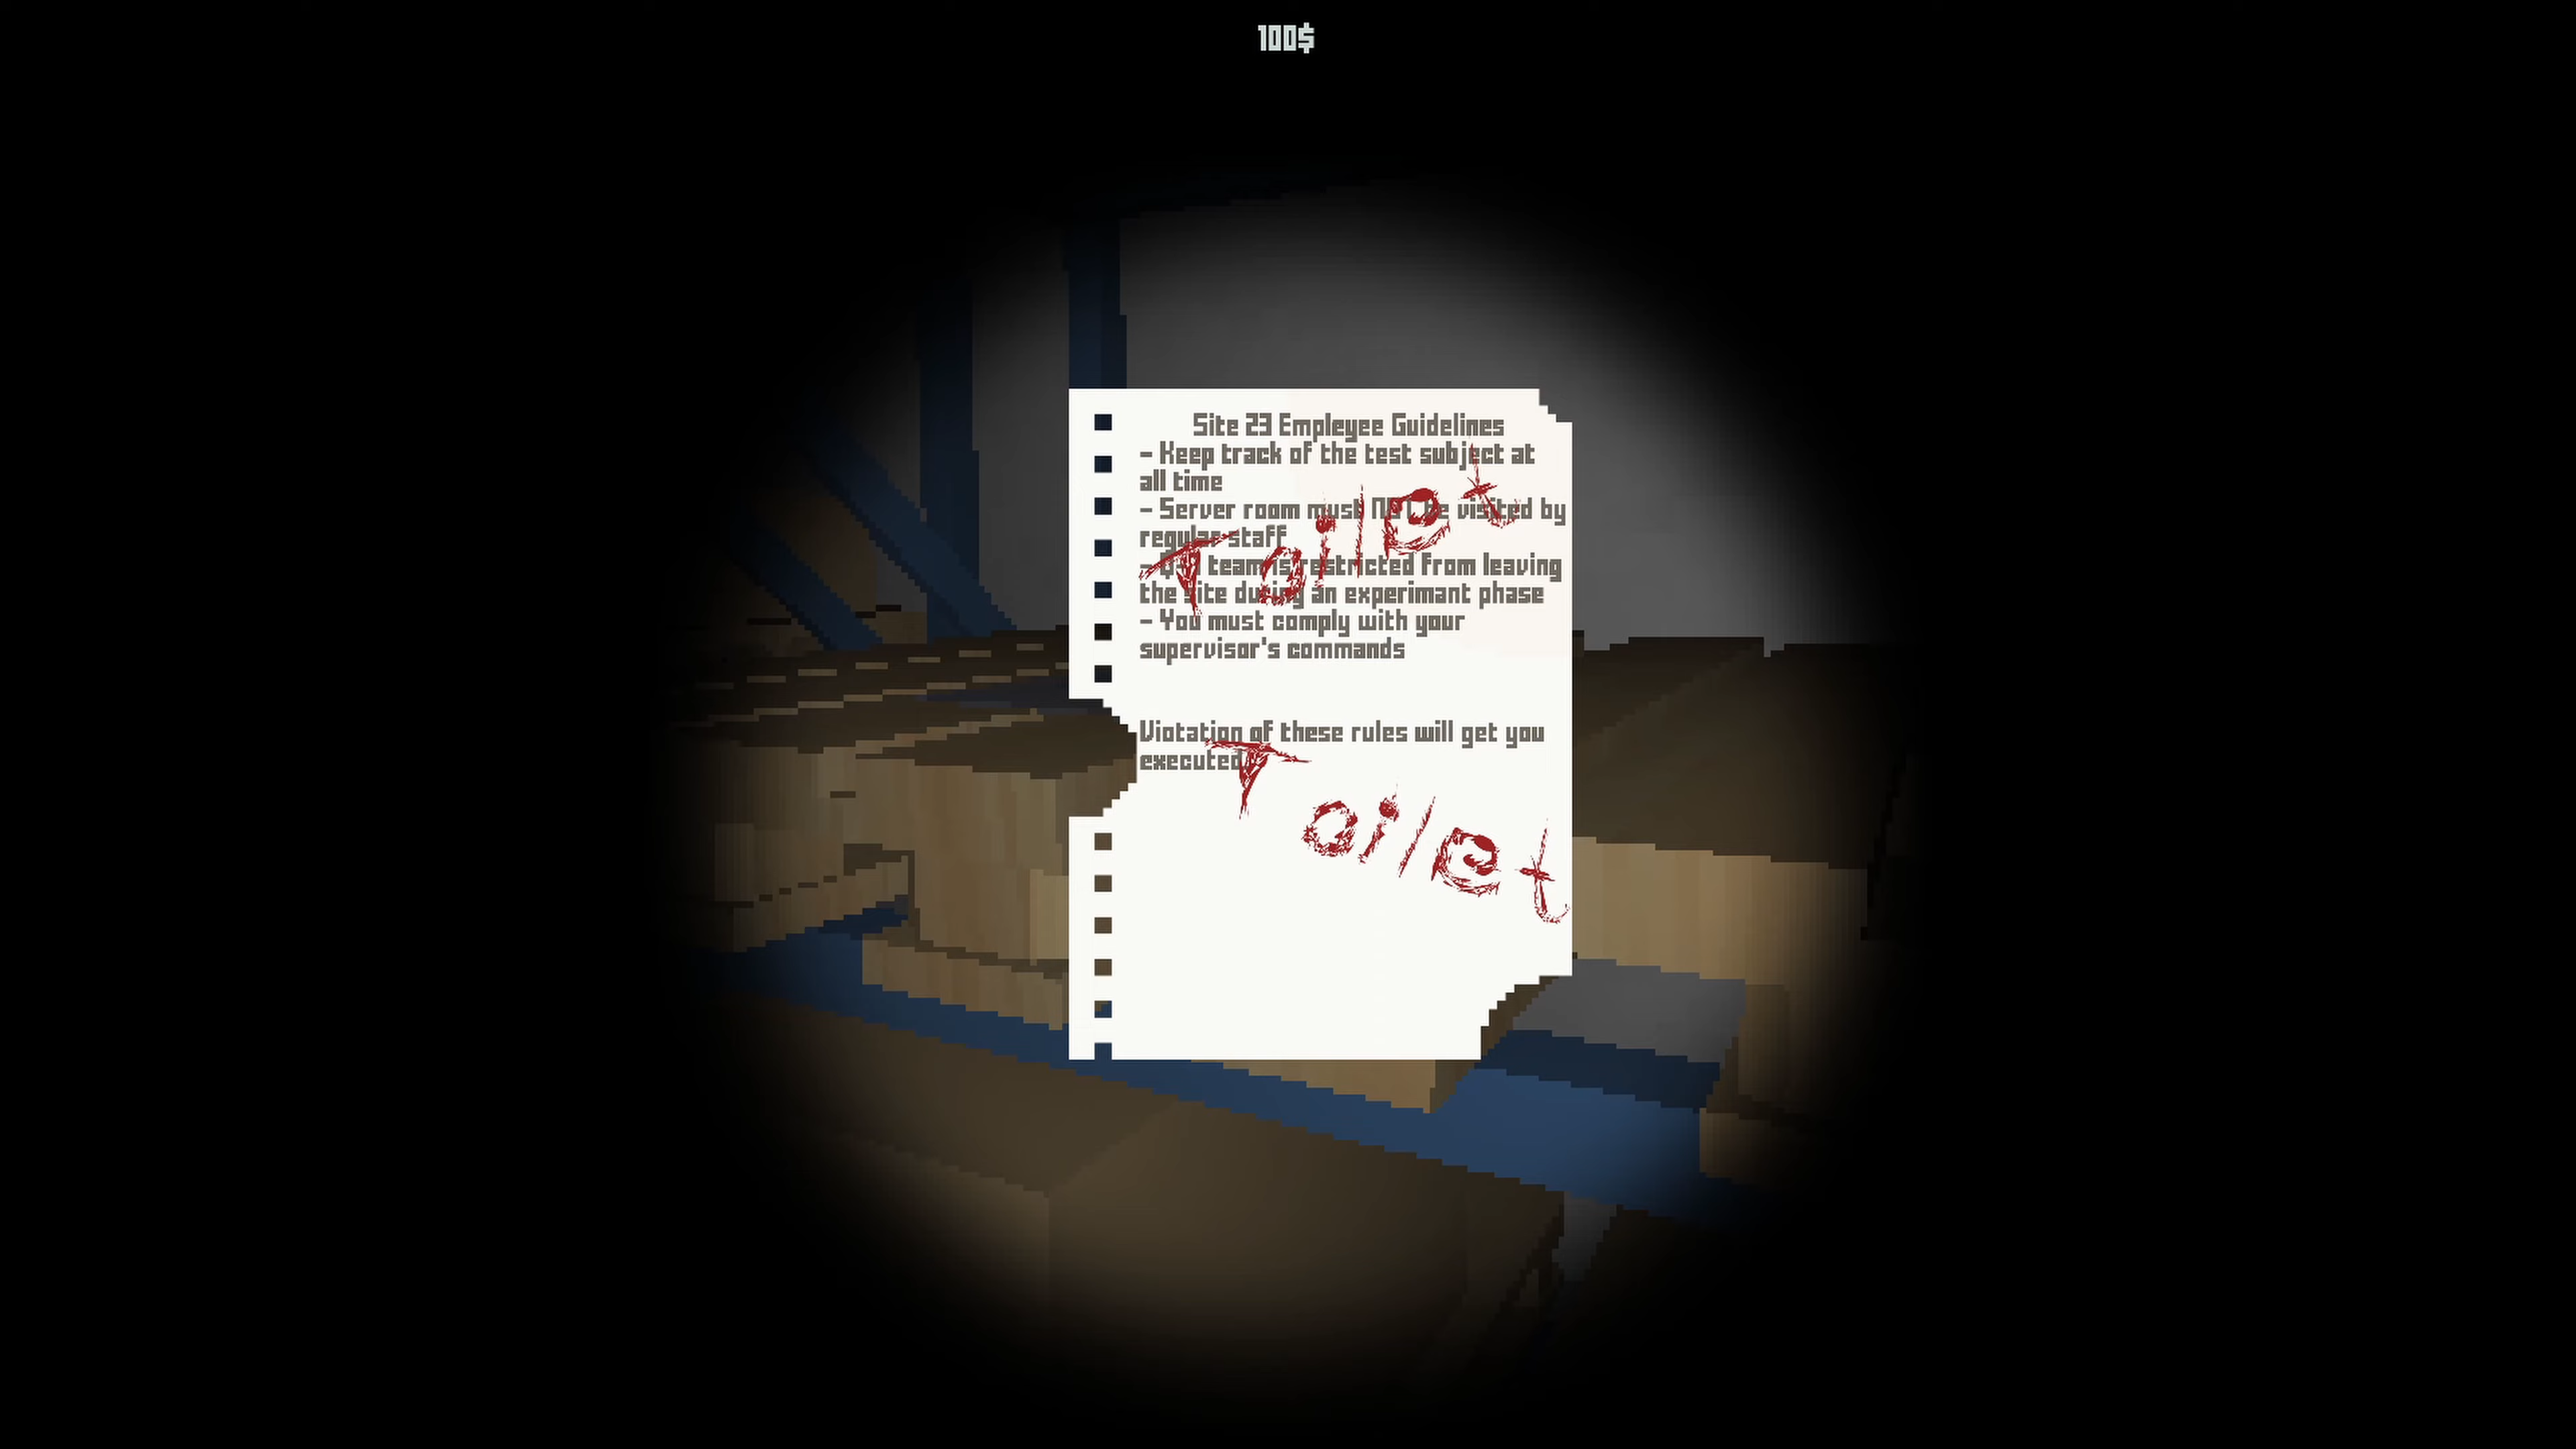 100$
Site 23 Empleyee Guidelines
- Keep track of the test subject at
all time
- Server room must NOT be visited by
regular staff
- team is restricted from leaving
the site during an experimant phase
- You must comply with your
supervisor's commands
Viotation of these rules will get you
executed
Toilet
Toilet